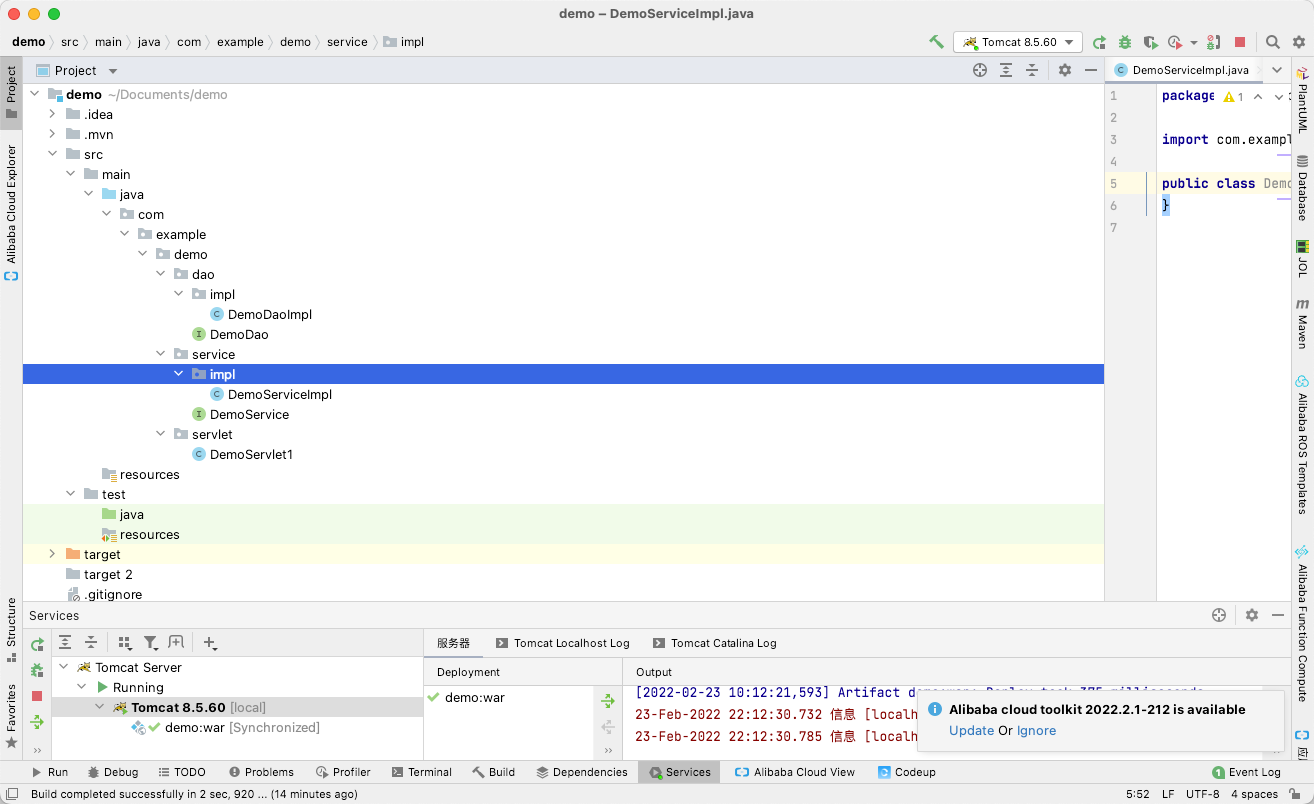 demo – DemoServiceImpl.java
demo src main java com example demo service impl
Tomcat 8.5.60
Project
DemoServiceImpl.java
Project
Alibaba Cloud Explorer
Structure
Favorites
demo ~/Documents/demo
.idea
.mvn
src
main
java
com
example
demo
dao
impl
DemoDaoImpl
DemoDao
service
impl
DemoServiceImpl
DemoService
servlet
DemoServlet1
resources
test
java
resources
target
target 2
.gitignore
1 package 1
2
3 import com.exampl
4
5 public class Demo
6 }
7
PlantUML
Database
JOL
Maven
Alibaba ROS Templates
Alibaba Function Compute
Services
服务器 Tomcat Localhost Log Tomcat Catalina Log
Tomcat Server
Running
Tomcat 8.5.60 [local]
demo:war [Synchronized]
Deployment
demo:war
Output
[2022-02-23 10:12:21,593] Artifact demo:war: Deploy took 375 milliseconds
23-Feb-2022 22:12:30.732 信息 [localh
23-Feb-2022 22:12:30.785 信息 [localh
Alibaba cloud toolkit 2022.2.1-212 is available
Update Or Ignore
Run Debug TODO Problems Profiler Terminal Build Dependencies Services Alibaba Cloud View Codeup 1 Event Log
Build completed successfully in 2 sec, 920 ... (14 minutes ago)
5:52 LF UTF-8 4 spaces